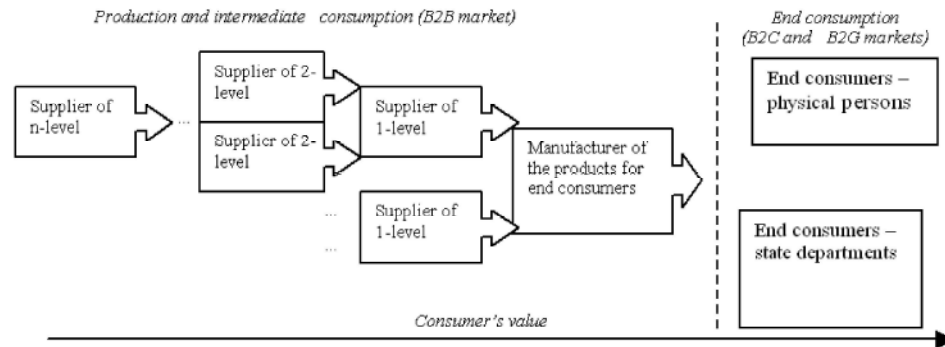 Production and intermediate consumption (B2B market)
End consumption
(B2C and B2G markets)
Supplier of
n-level
...
Supplier of 2-
level
Supplier of 2-
level
Supplier of
1-level
...
...
Supplier of
1-level
Manufacturer of
the products for
end consumers
End consumers –
physical persons
End consumers –
state departments
Consumer's value